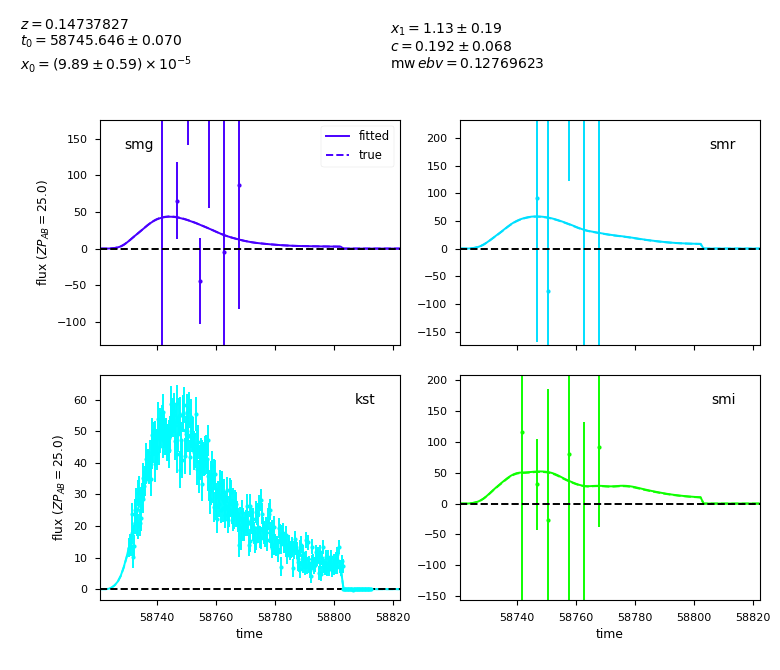 z = 0.14737827
t₀ = 58745.646 ± 0.070
x₀ = (9.89 ± 0.59) × 10⁻⁵
x₁ = 1.13 ± 0.19
c = 0.192 ± 0.068
mw ebv = 0.12769623
smg
fitted
true
150
100
50
0
−50
−100
flux (ZP_AB = 25.0)
smr
200
150
100
50
0
−50
−100
−150
kst
60
50
40
30
20
10
0
flux (ZP_AB = 25.0)
58740
58760
58780
58800
58820
time
smi
200
150
100
50
0
−50
−100
−150
58740
58760
58780
58800
58820
time